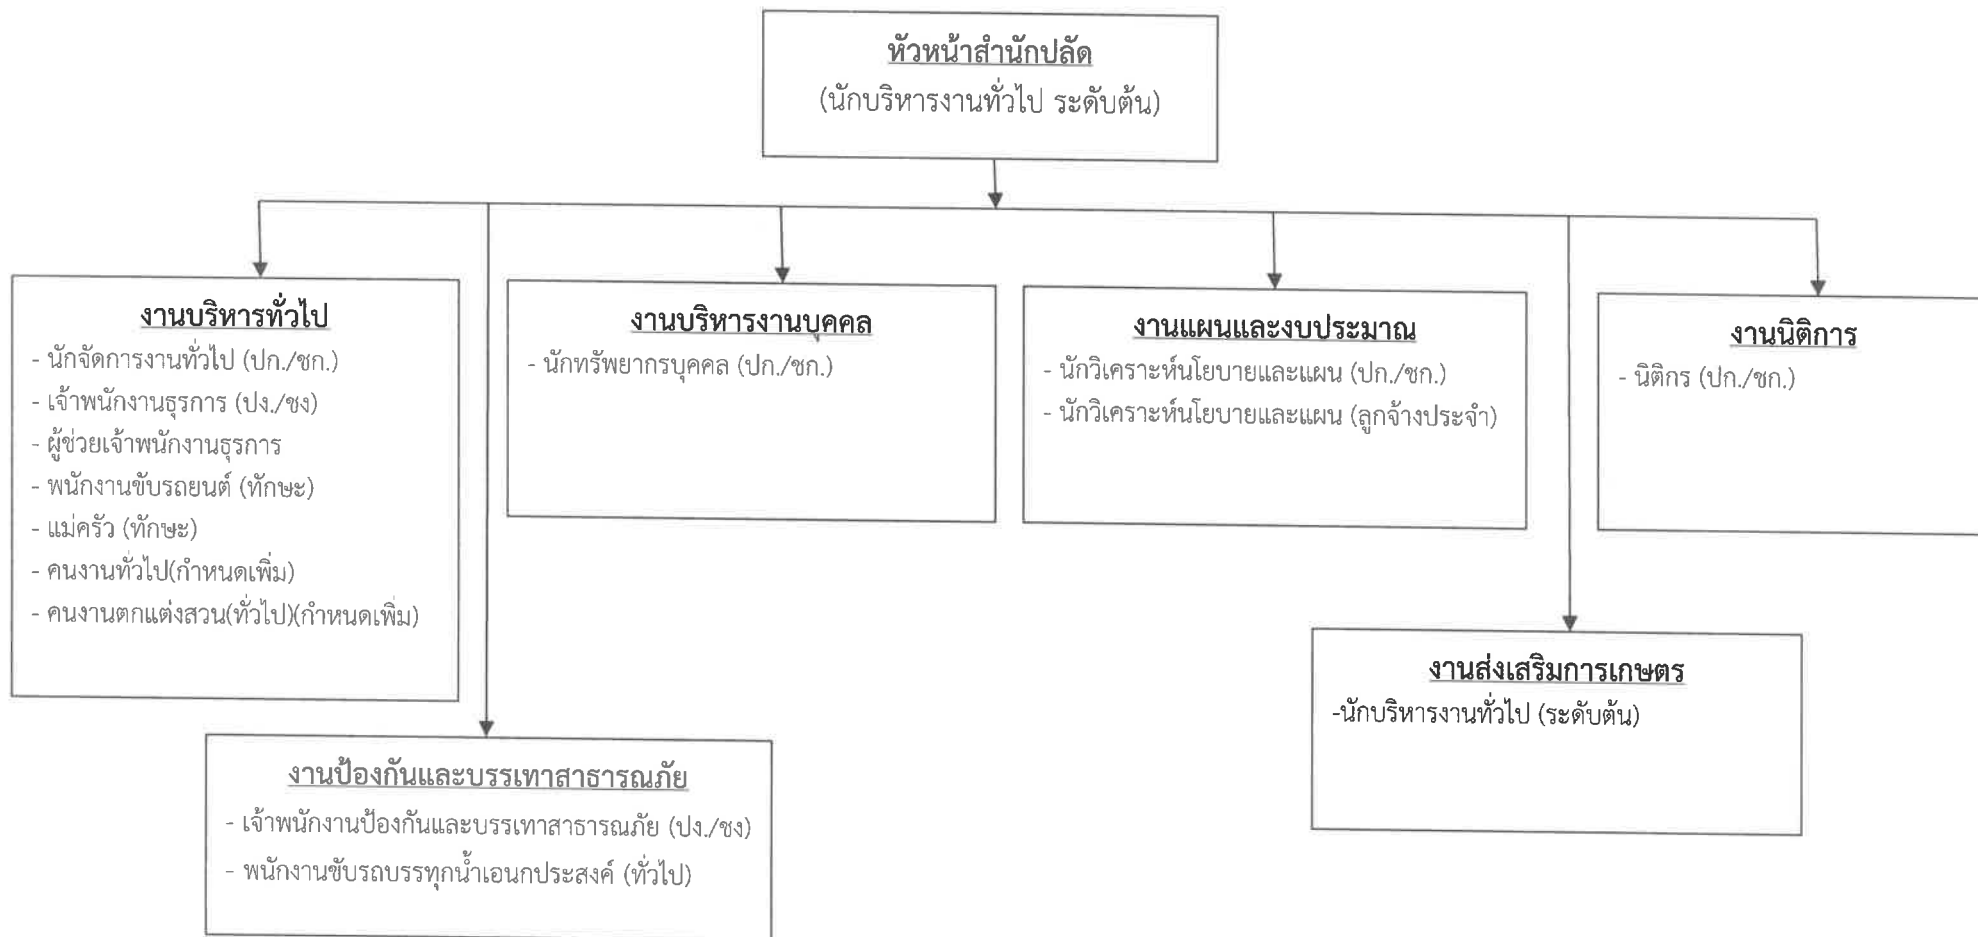 หัวหน้าสำนักปลัด
(นักบริหารงานทั่วไป ระดับต้น)
งานบริหารทั่วไป
- นักจัดการงานทั่วไป (ปก./ชก.)
- เจ้าพนักงานธุรการ (ปง./ชง)
- ผู้ช่วยเจ้าพนักงานธุรการ
- พนักงานขับรถยนต์ (ทักษะ)
- แม่ครัว (ทักษะ)
- คนงานทั่วไป(กำหนดเพิ่ม)
- คนงานตกแต่งสวน(ทั่วไป)(กำหนดเพิ่ม)
งานบริหารงานบุคคล
- นักทรัพยากรบุคคล (ปก./ชก.)
งานแผนและงบประมาณ
- นักวิเคราะห์นโยบายและแผน (ปก./ชก.)
- นักวิเคราะห์นโยบายและแผน (ลูกจ้างประจำ)
งานนิติการ
- นิติกร (ปก./ชก.)
งานป้องกันและบรรเทาสาธารณภัย
- เจ้าพนักงานป้องกันและบรรเทาสาธารณภัย (ปง./ชง)
- พนักงานขับรถบรรทุกน้ำเอนกประสงค์ (ทั่วไป)
งานส่งเสริมการเกษตร
-นักบริหารงานทั่วไป (ระดับต้น)